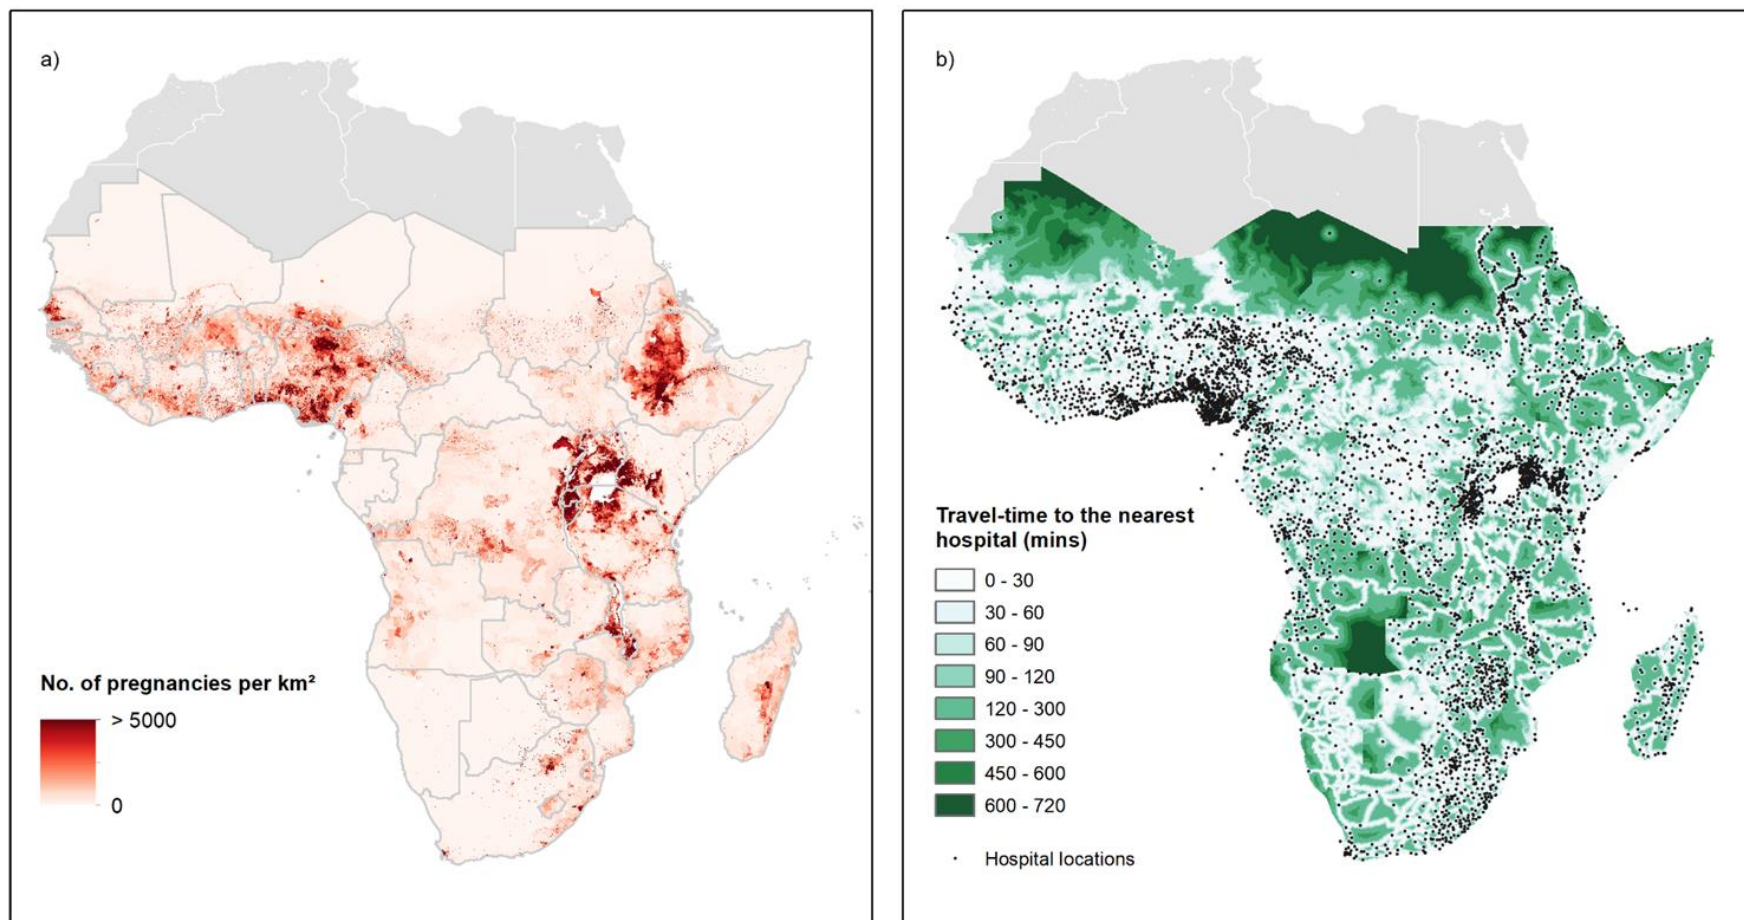 a)
No. of pregnancies per km²
> 5000
0
b)
Travel-time to the nearest
hospital (mins)
0 - 30
30 - 60
60 - 90
90 - 120
120 - 300
300 - 450
450 - 600
600 - 720
Hospital locations